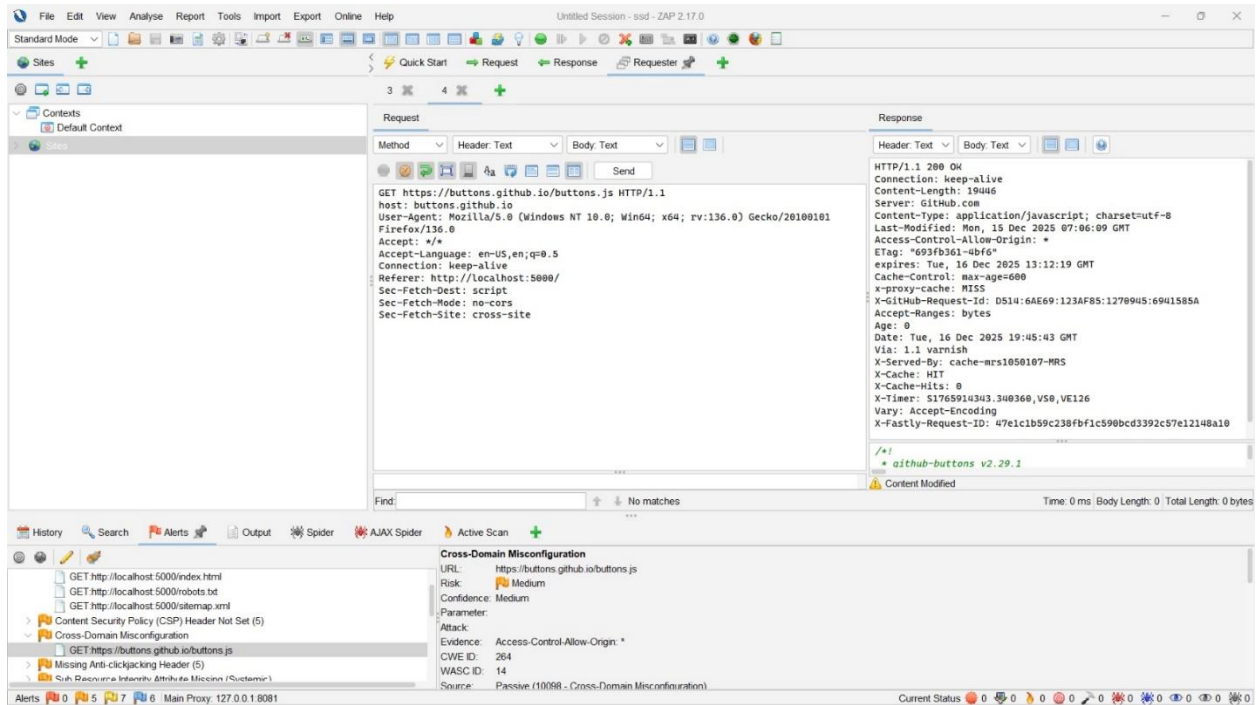 File Edit View Analyse Report Tools Import Export Online Help
Untitled Session - ssd - ZAP 2.17.0
Standard Mode
Sites
Quick Start
Request
Response
Requester
3
4
Contexts
Default Context
Sites
Request
Method
Header: Text
Body: Text
Send
GET https://buttons.github.io/buttons.js HTTP/1.1
host: buttons.github.io
User-Agent: Mozilla/5.0 (Windows NT 10.0; Win64; x64; rv:136.0) Gecko/20100101
Firefox/136.0
Accept: */*
Accept-Language: en-US,en;q=0.5
Connection: keep-alive
Referer: http://localhost:5000/
Sec-Fetch-Dest: script
Sec-Fetch-Mode: no-cors
Sec-Fetch-Site: cross-site
Find:
No matches
Response
Header: Text
Body: Text
HTTP/1.1 200 OK
Connection: keep-alive
Content-Length: 19446
Server: GitHub.com
Content-Type: application/javascript; charset=utf-8
Last-Modified: Mon, 15 Dec 2025 07:06:09 GMT
Access-Control-Allow-Origin: *
ETag: "693fb361-4bf6"
expires: Tue, 16 Dec 2025 13:12:19 GMT
Cache-Control: max-age=600
x-proxy-cache: MISS
X-GitHub-Request-Id: D514:6AE69:123AF85:1270945:6941585A
Accept-Ranges: bytes
Age: 0
Date: Tue, 16 Dec 2025 19:45:43 GMT
Via: 1.1 varnish
X-Served-By: cache-mrs1050107-MRS
X-Cache: HIT
X-Cache-Hits: 0
X-Timer: S1765914343.340360,VS0,VE126
Vary: Accept-Encoding
X-Fastly-Request-ID: 47e1c1b59c238fbf1c590bcd3392c57e12148a10
/*!
* github-buttons v2.29.1
Content Modified
Time: 0 ms Body Length: 0 Total Length: 0 bytes
History
Search
Alerts
Output
Spider
AJAX Spider
Active Scan
GET:http://localhost:5000/index.html
GET:http://localhost:5000/robots.txt
GET:http://localhost:5000/sitemap.xml
Content Security Policy (CSP) Header Not Set (5)
Cross-Domain Misconfiguration
GET:https://buttons.github.io/buttons.js
Missing Anti-clickjacking Header (5)
Sub Resource Integrity Attribute Missing (Systemic)
Cross-Domain Misconfiguration
URL: https://buttons.github.io/buttons.js
Risk: Medium
Confidence: Medium
Parameter:
Attack:
Evidence: Access-Control-Allow-Origin: *
CWE ID: 264
WASC ID: 14
Source: Passive (10098 - Cross-Domain Misconfiguration)
Alerts 0 5 7 6 Main Proxy: 127.0.0.1:8081
Current Status 0 0 0 0 0 0 0 0 0 0